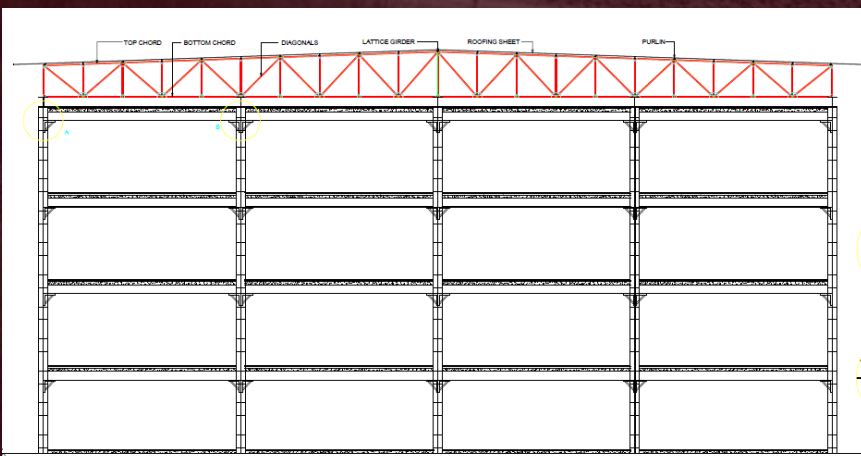 TOP CHORD
BOTTOM CHORD
DIAGONALS
LATTICE GIRDER
ROOFING SHEET
PURLIN
A
B